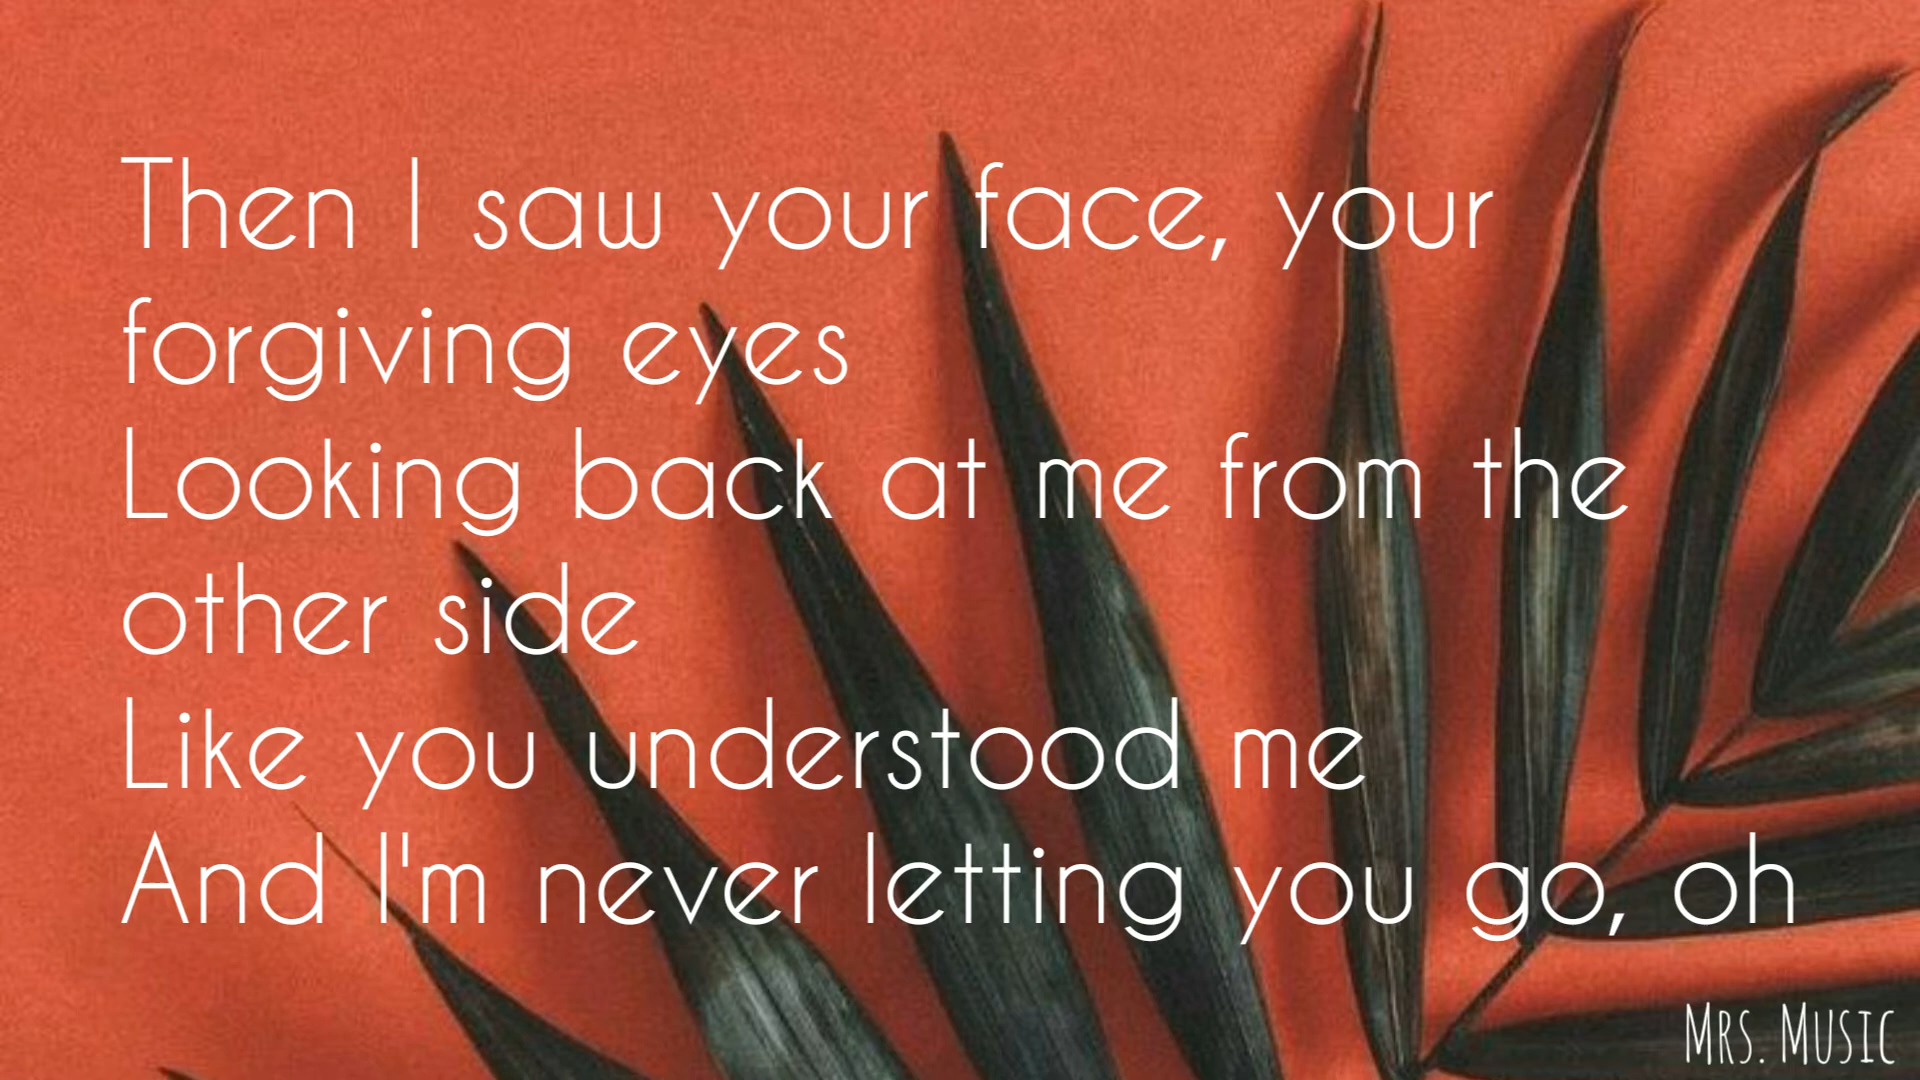 Then I saw your face, your
forgiving eyes
Looking back at me from the
other side
Like you understood me
And I'm never letting you go, oh
Mrs. Music